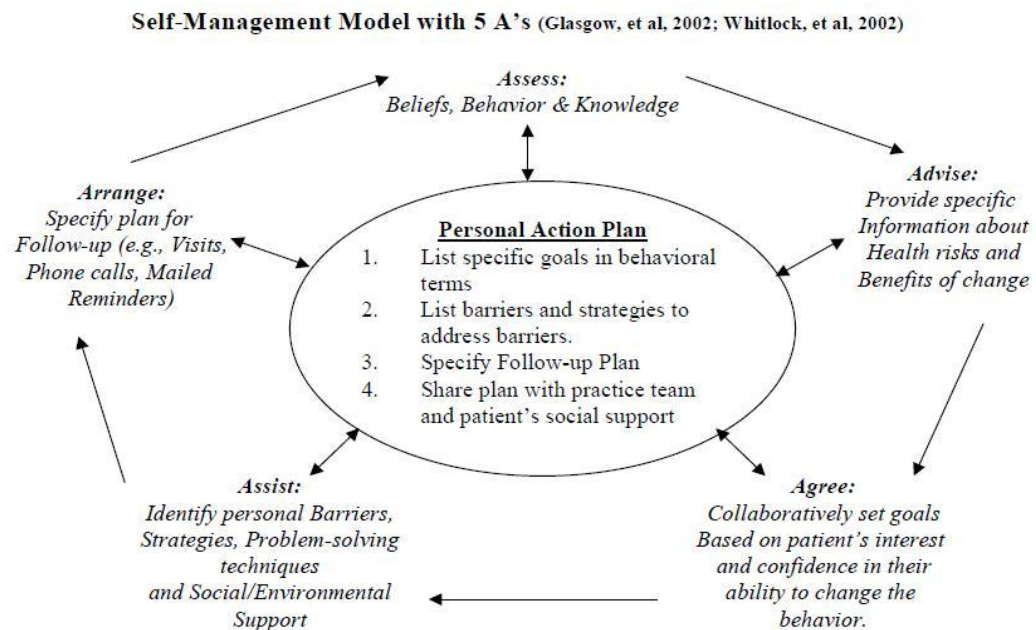 Self-Management Model with 5 A's (Glasgow, et al, 2002; Whitlock, et al, 2002)
Assess:
Beliefs, Behavior & Knowledge
Advise:
Provide specific
Information about
Health risks and
Benefits of change
Arrange:
Specify plan for
Follow-up (e.g., Visits,
Phone calls, Mailed
Reminders)
Personal Action Plan
1. List specific goals in behavioral
terms
2. List barriers and strategies to
address barriers.
3. Specify Follow-up Plan
4. Share plan with practice team
and patient's social support
Assist:
Identify personal Barriers,
Strategies, Problem-solving
techniques
and Social/Environmental
Support
Agree:
Collaboratively set goals
Based on patient's interest
and confidence in their
ability to change the
behavior.